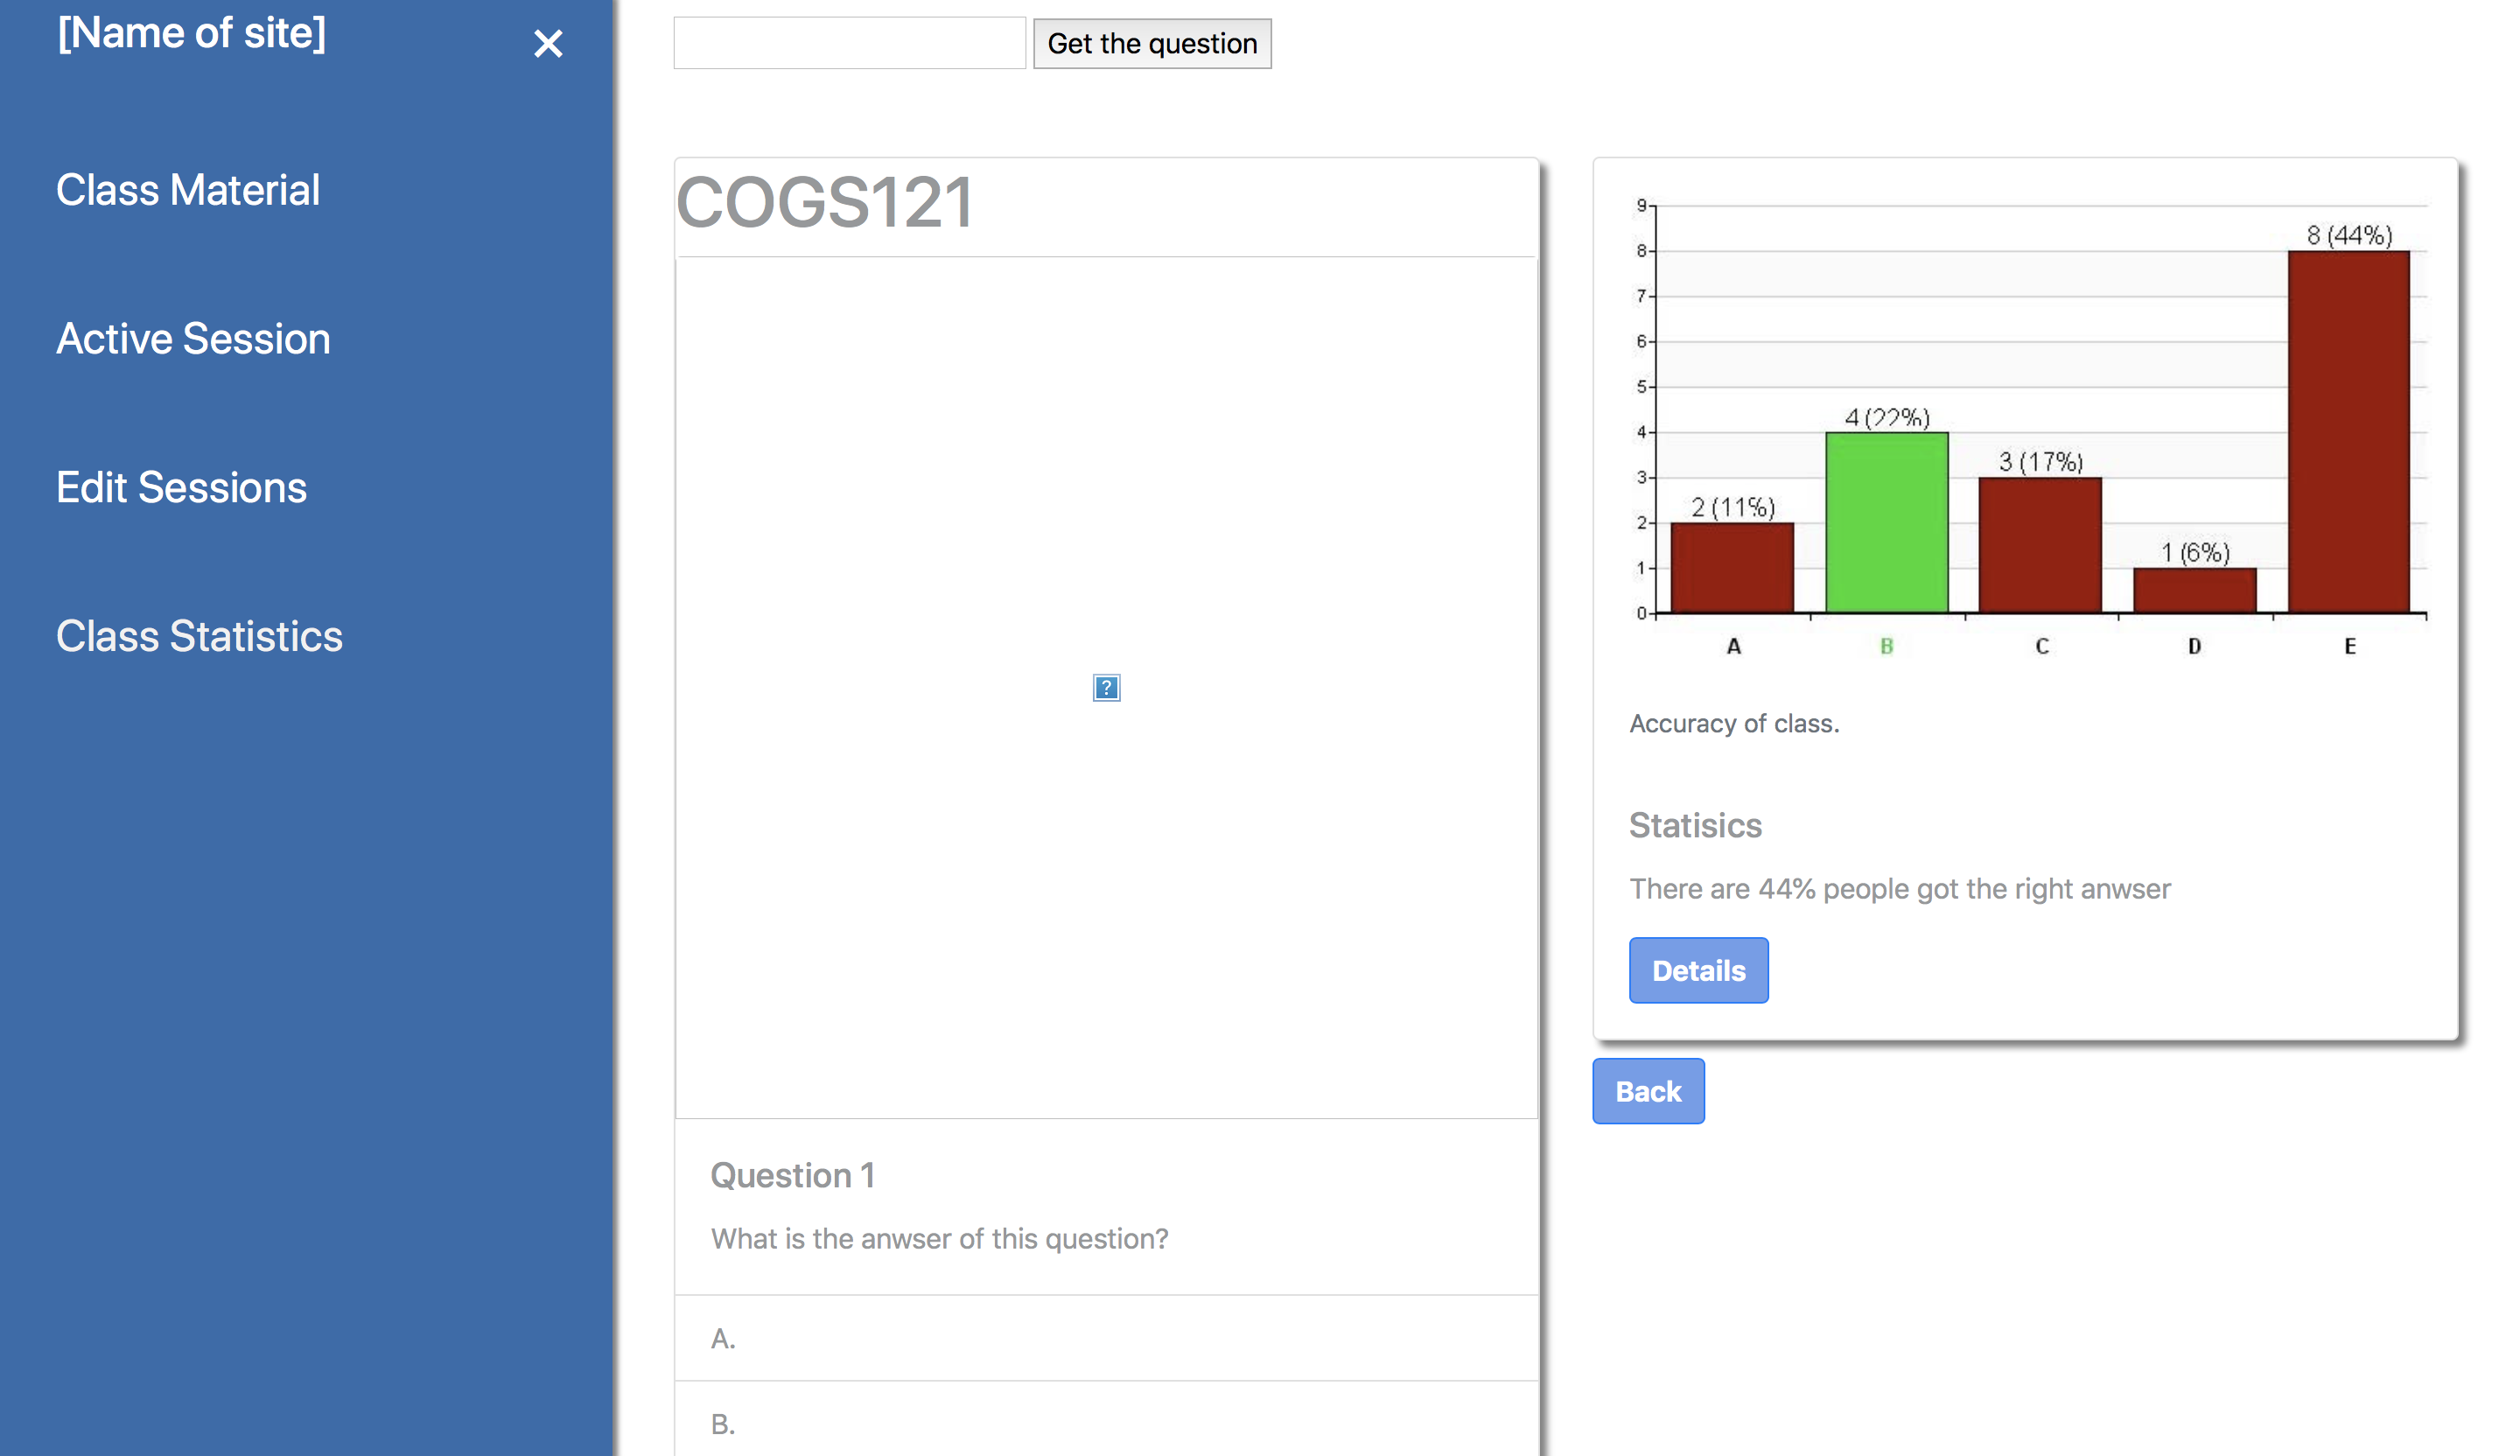 [Name of site]
×
Class Material
Active Session
Edit Sessions
Class Statistics
Get the question
COGS121
?
Question 1
What is the anwser of this question?
A.
B.
9
8
7
6
5
4
3
2
1
0
2 (11%)
4 (22%)
3 (17%)
1 (6%)
8 (44%)
A
B
C
D
E
Accuracy of class.
Statisics
There are 44% people got the right anwser
Details
Back